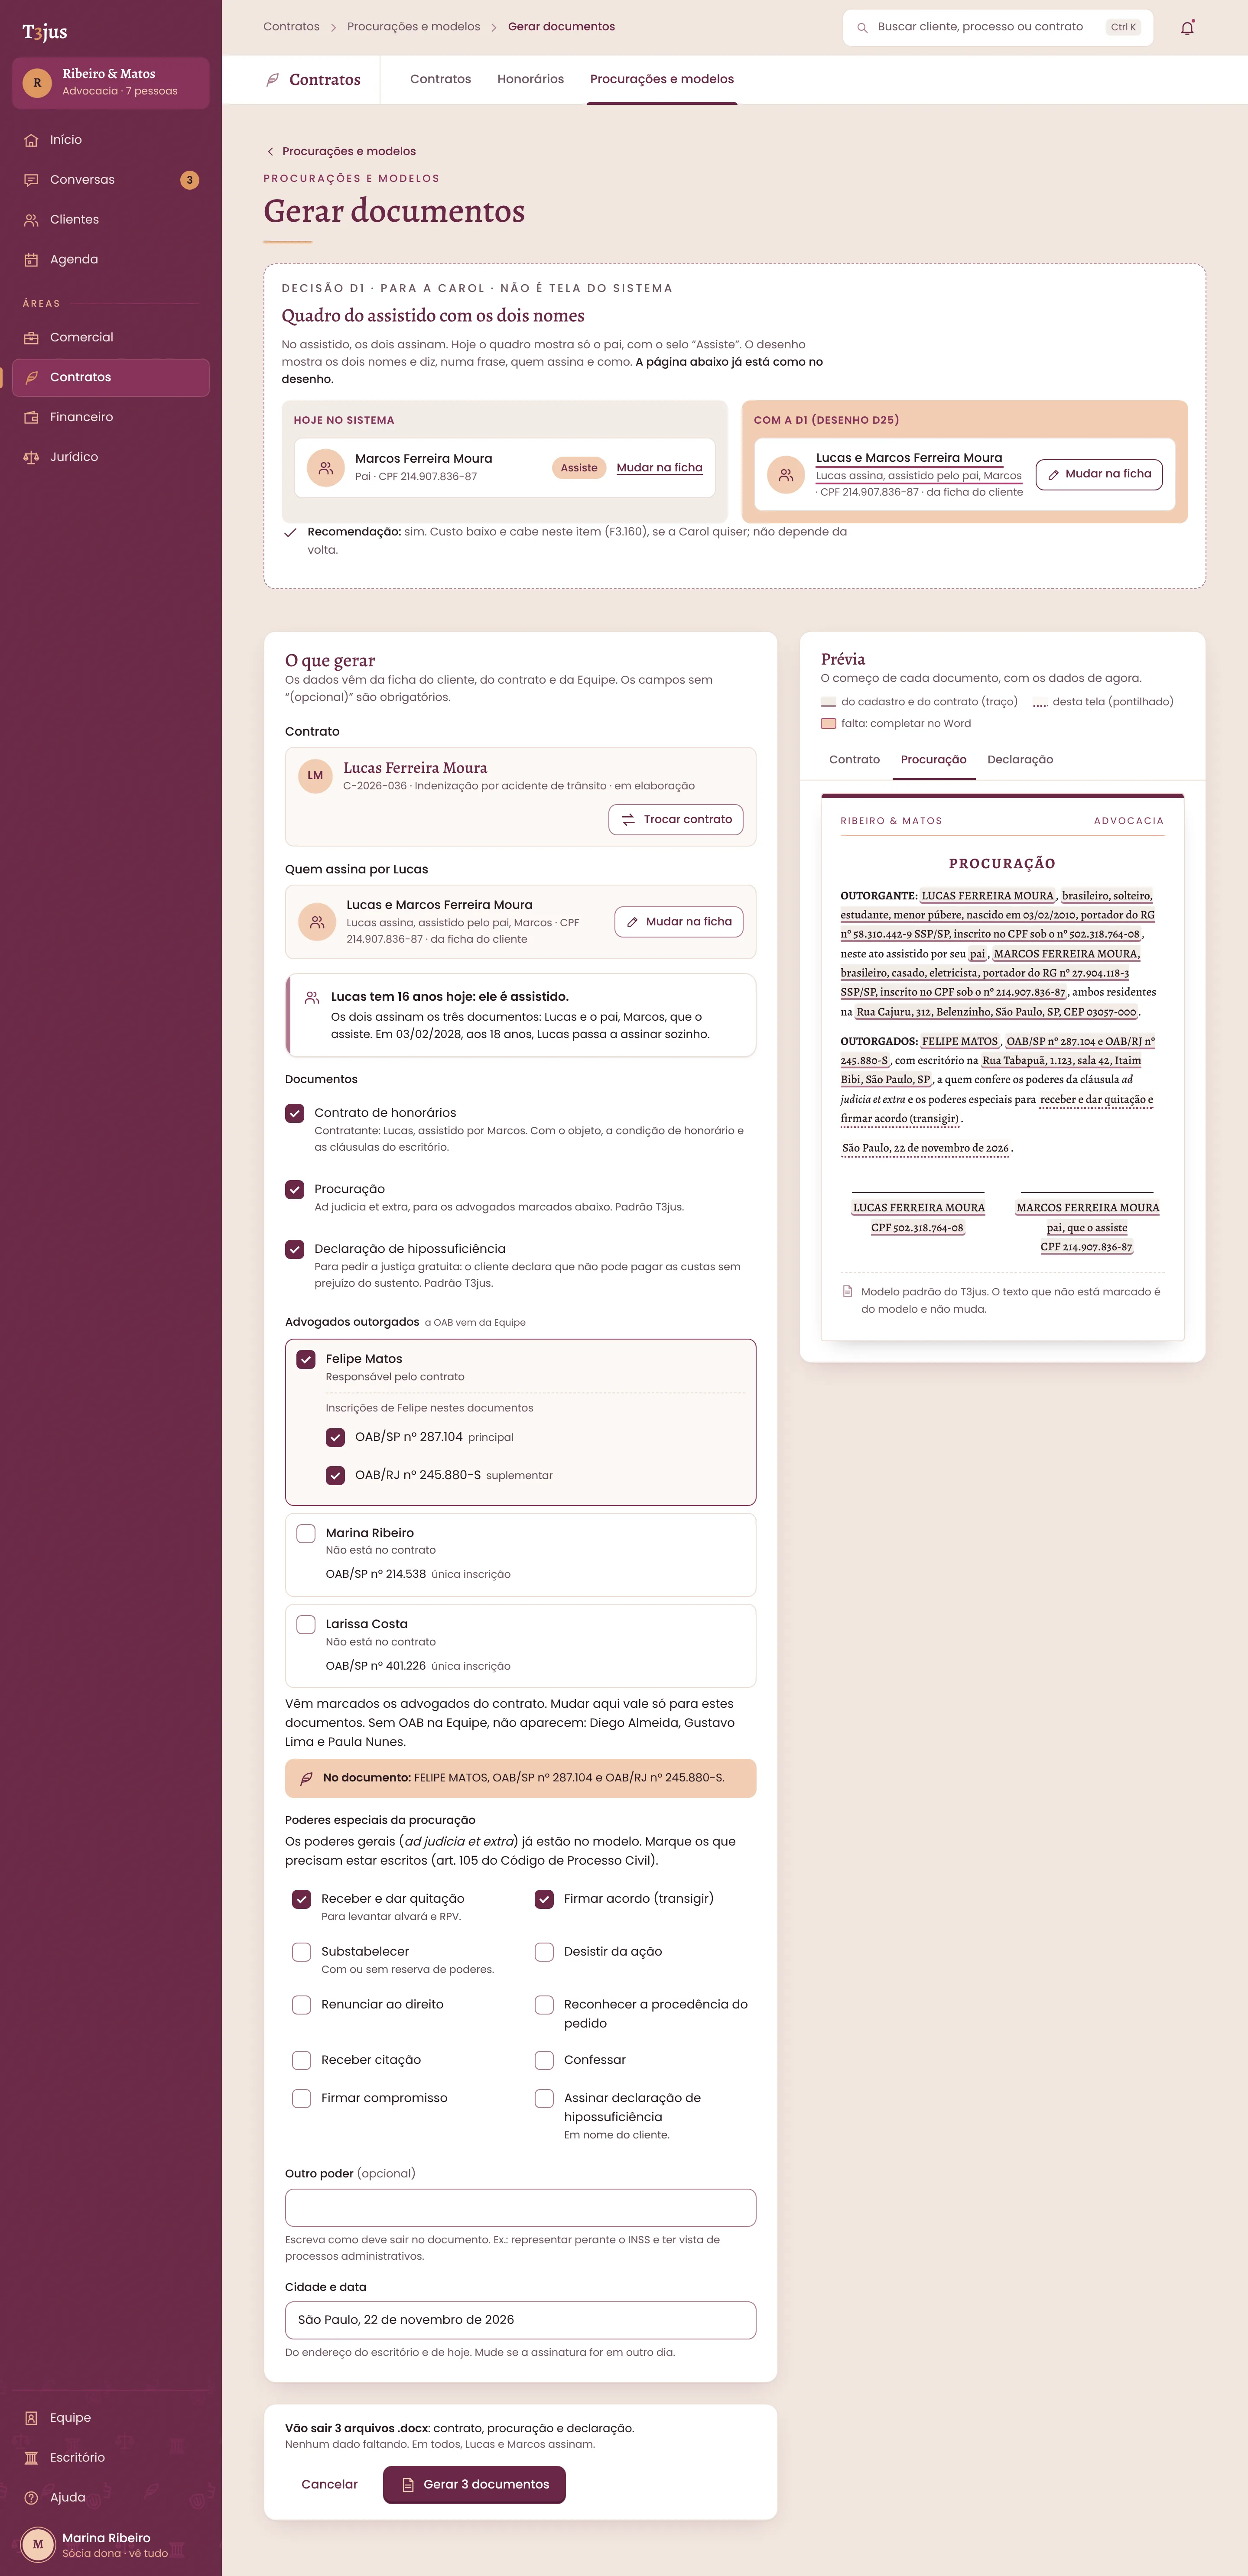 T3jus
R
Ribeiro & Matos
Advocacia · 7 pessoas
Início
Conversas
3
Clientes
Agenda
ÁREAS
Comercial
Contratos
Financeiro
Jurídico
Equipe
Escritório
Ajuda
M
Marina Ribeiro
Sócia dona · vê tudo
Contratos
Procurações e modelos
Gerar documentos
Buscar cliente, processo ou contrato
Ctrl K
Contratos
Contratos
Honorários
Procurações e modelos
Procurações e modelos
PROCURAÇÕES E MODELOS
Gerar documentos
DECISÃO D1 · PARA A CAROL · NÃO É TELA DO SISTEMA
Quadro do assistido com os dois nomes
No assistido, os dois assinam. Hoje o quadro mostra só o pai, com o selo “Assiste”. O desenho
mostra os dois nomes e diz, numa frase, quem assina e como. A página abaixo já está como no
desenho.
HOJE NO SISTEMA
Marcos Ferreira Moura
Pai · CPF 214.907.836-87
Assiste
Mudar na ficha
COM A D1 (DESENHO D25)
Lucas e Marcos Ferreira Moura
Lucas assina, assistido pelo pai, Marcos
· CPF 214.907.836-87 · da ficha do cliente
Mudar na ficha
Recomendação: sim. Custo baixo e cabe neste item (F3.160), se a Carol quiser; não depende da
volta.
O que gerar
Os dados vêm da ficha do cliente, do contrato e da Equipe. Os campos sem
“(opcional)” são obrigatórios.
Contrato
LM
Lucas Ferreira Moura
C-2026-036 · Indenização por acidente de trânsito · em elaboração
Trocar contrato
Quem assina por Lucas
Lucas e Marcos Ferreira Moura
Lucas assina, assistido pelo pai, Marcos · CPF
214.907.836-87 · da ficha do cliente
Mudar na ficha
Lucas tem 16 anos hoje: ele é assistido.
Os dois assinam os três documentos: Lucas e o pai, Marcos, que o
assiste. Em 03/02/2028, aos 18 anos, Lucas passa a assinar sozinho.
Documentos
Contrato de honorários
Contratante: Lucas, assistido por Marcos. Com o objeto, a condição de honorário e
as cláusulas do escritório.
Procuração
Ad judicia et extra, para os advogados marcados abaixo. Padrão T3jus.
Declaração de hipossuficiência
Para pedir a justiça gratuita: o cliente declara que não pode pagar as custas sem
prejuízo do sustento. Padrão T3jus.
Advogados outorgados a OAB vem da Equipe
Felipe Matos
Responsável pelo contrato
Inscrições de Felipe nestes documentos
OAB/SP nº 287.104 principal
OAB/RJ nº 245.880-S suplementar
Marina Ribeiro
Não está no contrato
OAB/SP nº 214.538 única inscrição
Larissa Costa
Não está no contrato
OAB/SP nº 401.226 única inscrição
Vêm marcados os advogados do contrato. Mudar aqui vale só para estes
documentos. Sem OAB na Equipe, não aparecem: Diego Almeida, Gustavo
Lima e Paula Nunes.
No documento: FELIPE MATOS, OAB/SP nº 287.104 e OAB/RJ nº 245.880-S.
Poderes especiais da procuração
Os poderes gerais (ad judicia et extra) já estão no modelo. Marque os que
precisam estar escritos (art. 105 do Código de Processo Civil).
Receber e dar quitação
Para levantar alvará e RPV.
Firmar acordo (transigir)
Substabelecer
Com ou sem reserva de poderes.
Desistir da ação
Renunciar ao direito
Reconhecer a procedência do
pedido
Receber citação
Confessar
Firmar compromisso
Assinar declaração de
hipossuficiência
Em nome do cliente.
Outro poder (opcional)
Escreva como deve sair no documento. Ex.: representar perante o INSS e ter vista de
processos administrativos.
Cidade e data
São Paulo, 22 de novembro de 2026
Do endereço do escritório e de hoje. Mude se a assinatura for em outro dia.
Vão sair 3 arquivos .docx: contrato, procuração e declaração.
Nenhum dado faltando. Em todos, Lucas e Marcos assinam.
Cancelar
Gerar 3 documentos
Prévia
O começo de cada documento, com os dados de agora.
do cadastro e do contrato (traço)
desta tela (pontilhado)
falta: completar no Word
Contrato
Procuração
Declaração
RIBEIRO & MATOS
ADVOCACIA
PROCURAÇÃO
OUTORGANTE: LUCAS FERREIRA MOURA, brasileiro, solteiro,
estudante, menor púbere, nascido em 03/02/2010, portador do RG
nº 58.310.442-9 SSP/SP, inscrito no CPF sob o nº 502.318.764-08,
neste ato assistido por seu pai, MARCOS FERREIRA MOURA,
brasileiro, casado, eletricista, portador do RG nº 27.904.118-3
SSP/SP, inscrito no CPF sob o nº 214.907.836-87, ambos residentes
na Rua Cajuru, 312, Belenzinho, São Paulo, SP, CEP 03057-000.
OUTORGADOS: FELIPE MATOS, OAB/SP nº 287.104 e OAB/RJ nº
245.880-S, com escritório na Rua Tabapuã, 1.123, sala 42, Itaim
Bibi, São Paulo, SP, a quem confere os poderes da cláusula ad
judicia et extra e os poderes especiais para receber e dar quitação e
firmar acordo (transigir).
São Paulo, 22 de novembro de 2026.
LUCAS FERREIRA MOURA
CPF 502.318.764-08
MARCOS FERREIRA MOURA
pai, que o assiste
CPF 214.907.836-87
Modelo padrão do T3jus. O texto que não está marcado é
do modelo e não muda.